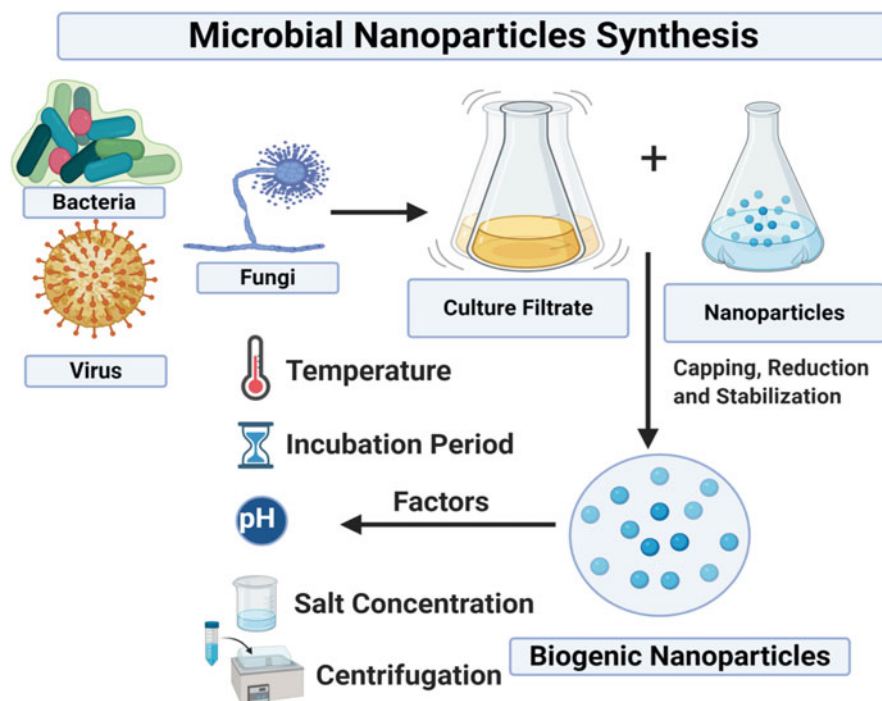 Microbial Nanoparticles Synthesis
Bacteria
Virus
Fungi
Culture Filtrate
+
Nanoparticles
Capping, Reduction
and Stabilization
Temperature
Incubation Period
pH
Factors
Salt Concentration
Centrifugation
Biogenic Nanoparticles